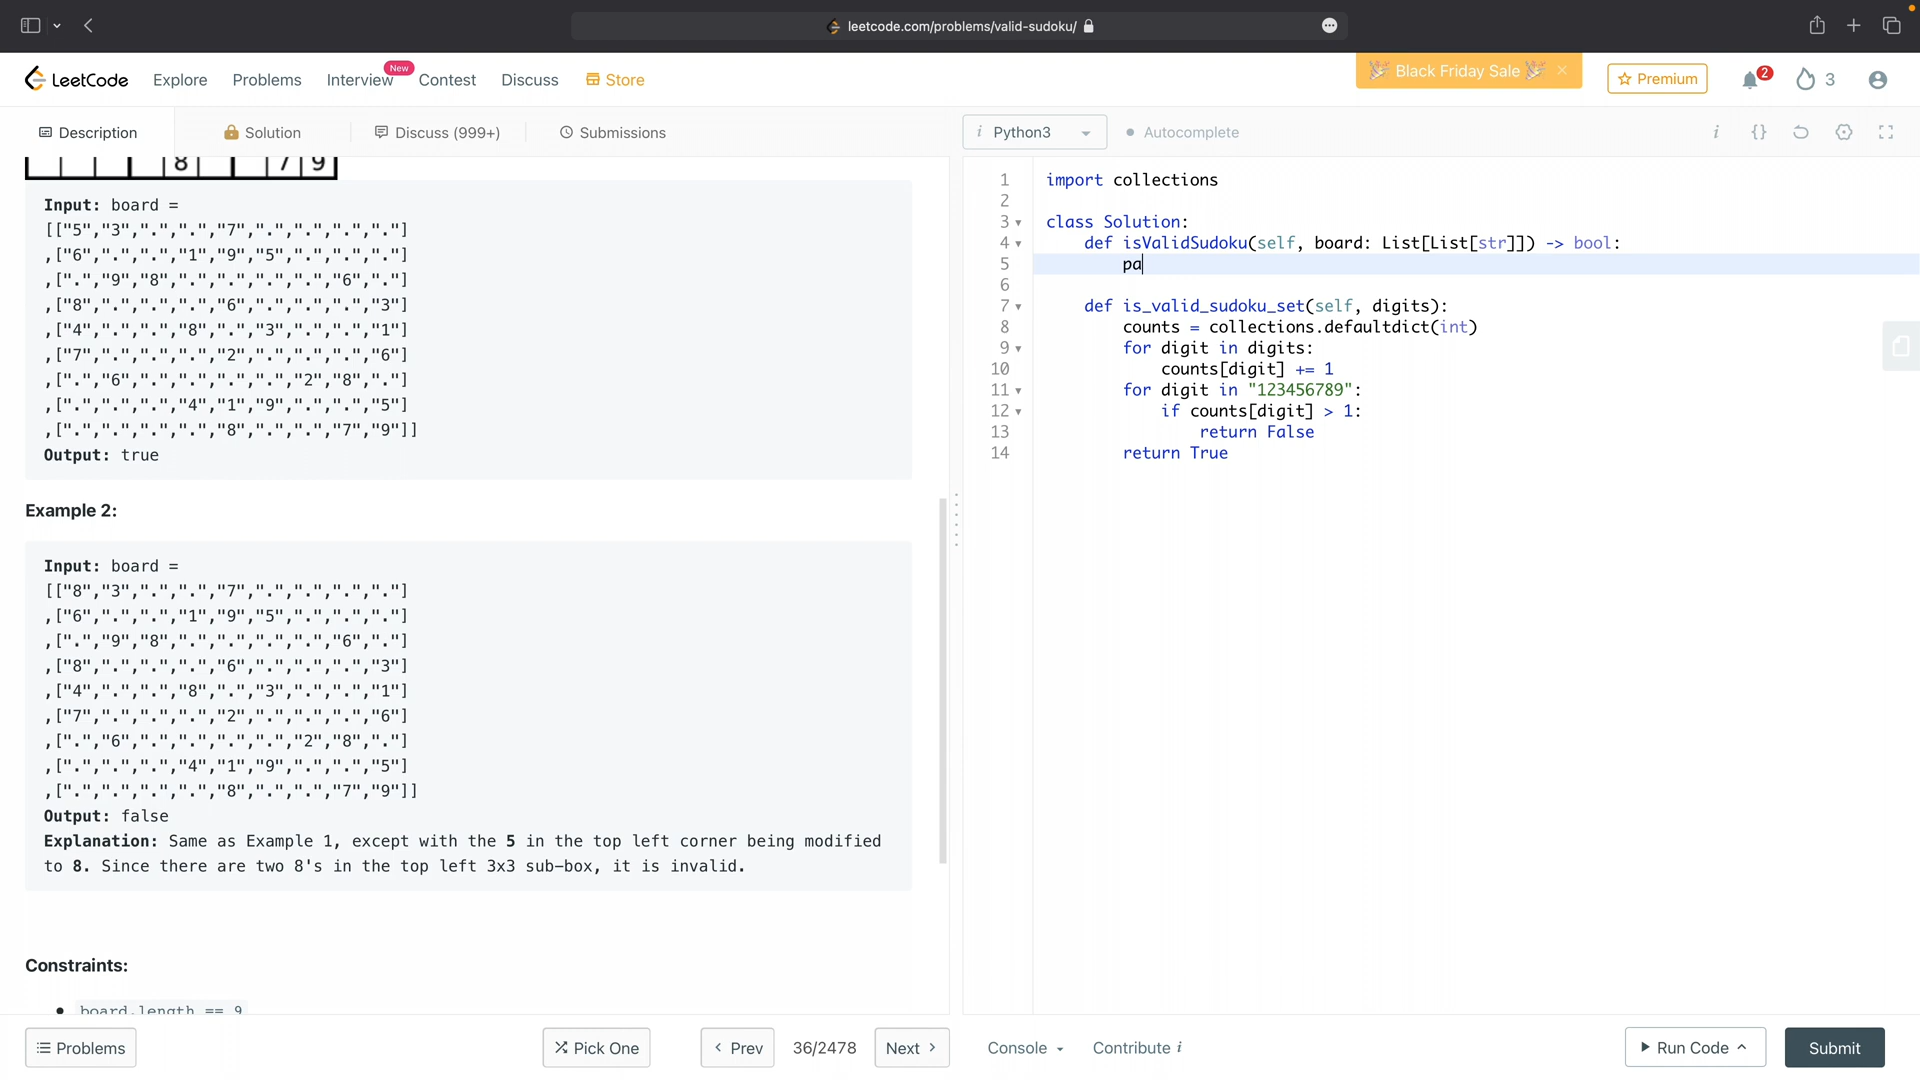 leetcode.com/problems/valid-sudoku/
LeetCode
Explore
Problems
Interview
New
Contest
Discuss
Store
Black Friday Sale
Premium
2
3
Description
Solution
Discuss (999+)
Submissions
i Python3
Autocomplete
i {}
8 7 9
Input: board =
[["5","3",".",".","7",".",".",".","."]
,["6",".",".","1","9","5",".",".","."]
,[".","9","8",".",".",".",".","6","."]
,["8",".",".",".","6",".",".",".","3"]
,["4",".",".","8",".","3",".",".","1"]
,["7",".",".",".","2",".",".",".","6"]
,[".","6",".",".",".",".","2","8","."]
,[".",".",".","4","1","9",".",".","5"]
,[".",".",".",".","8",".",".","7","9"]]
Output: true
Example 2:
Input: board =
[["8","3",".",".","7",".",".",".","."]
,["6",".",".","1","9","5",".",".","."]
,[".","9","8",".",".",".",".","6","."]
,["8",".",".",".","6",".",".",".","3"]
,["4",".",".","8",".","3",".",".","1"]
,["7",".",".",".","2",".",".",".","6"]
,[".","6",".",".",".",".","2","8","."]
,[".",".",".","4","1","9",".",".","5"]
,[".",".",".",".","8",".",".","7","9"]]
Output: false
Explanation: Same as Example 1, except with the 5 in the top left corner being modified
to 8. Since there are two 8's in the top left 3x3 sub-box, it is invalid.
Constraints:
board.length == 9
1 import collections
2
3 class Solution:
4 def isValidSudoku(self, board: List[List[str]]) -> bool:
5 pa
6
7 def is_valid_sudoku_set(self, digits):
8 counts = collections.defaultdict(int)
9 for digit in digits:
10 counts[digit] += 1
11 for digit in "123456789":
12 if counts[digit] > 1:
13 return False
14 return True
Problems
Pick One
Prev
36/2478
Next
Console
Contribute i
Run Code
Submit